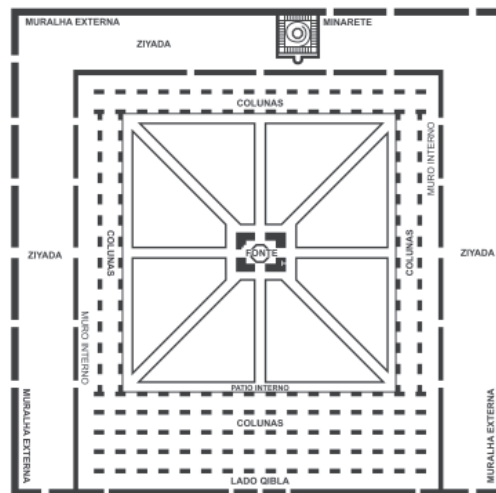 MURALHA EXTERNA
MINARETE
ZIYADA
COLUNAS
MURO INTERNO
ZIYADA
COLUNAS
FONTE
COLUNAS
ZIYADA
MURO INTERNO
PATIO INTERNO
MURALHA EXTERNA
COLUNAS
MURALHA EXTERNA
LADO QIBLA